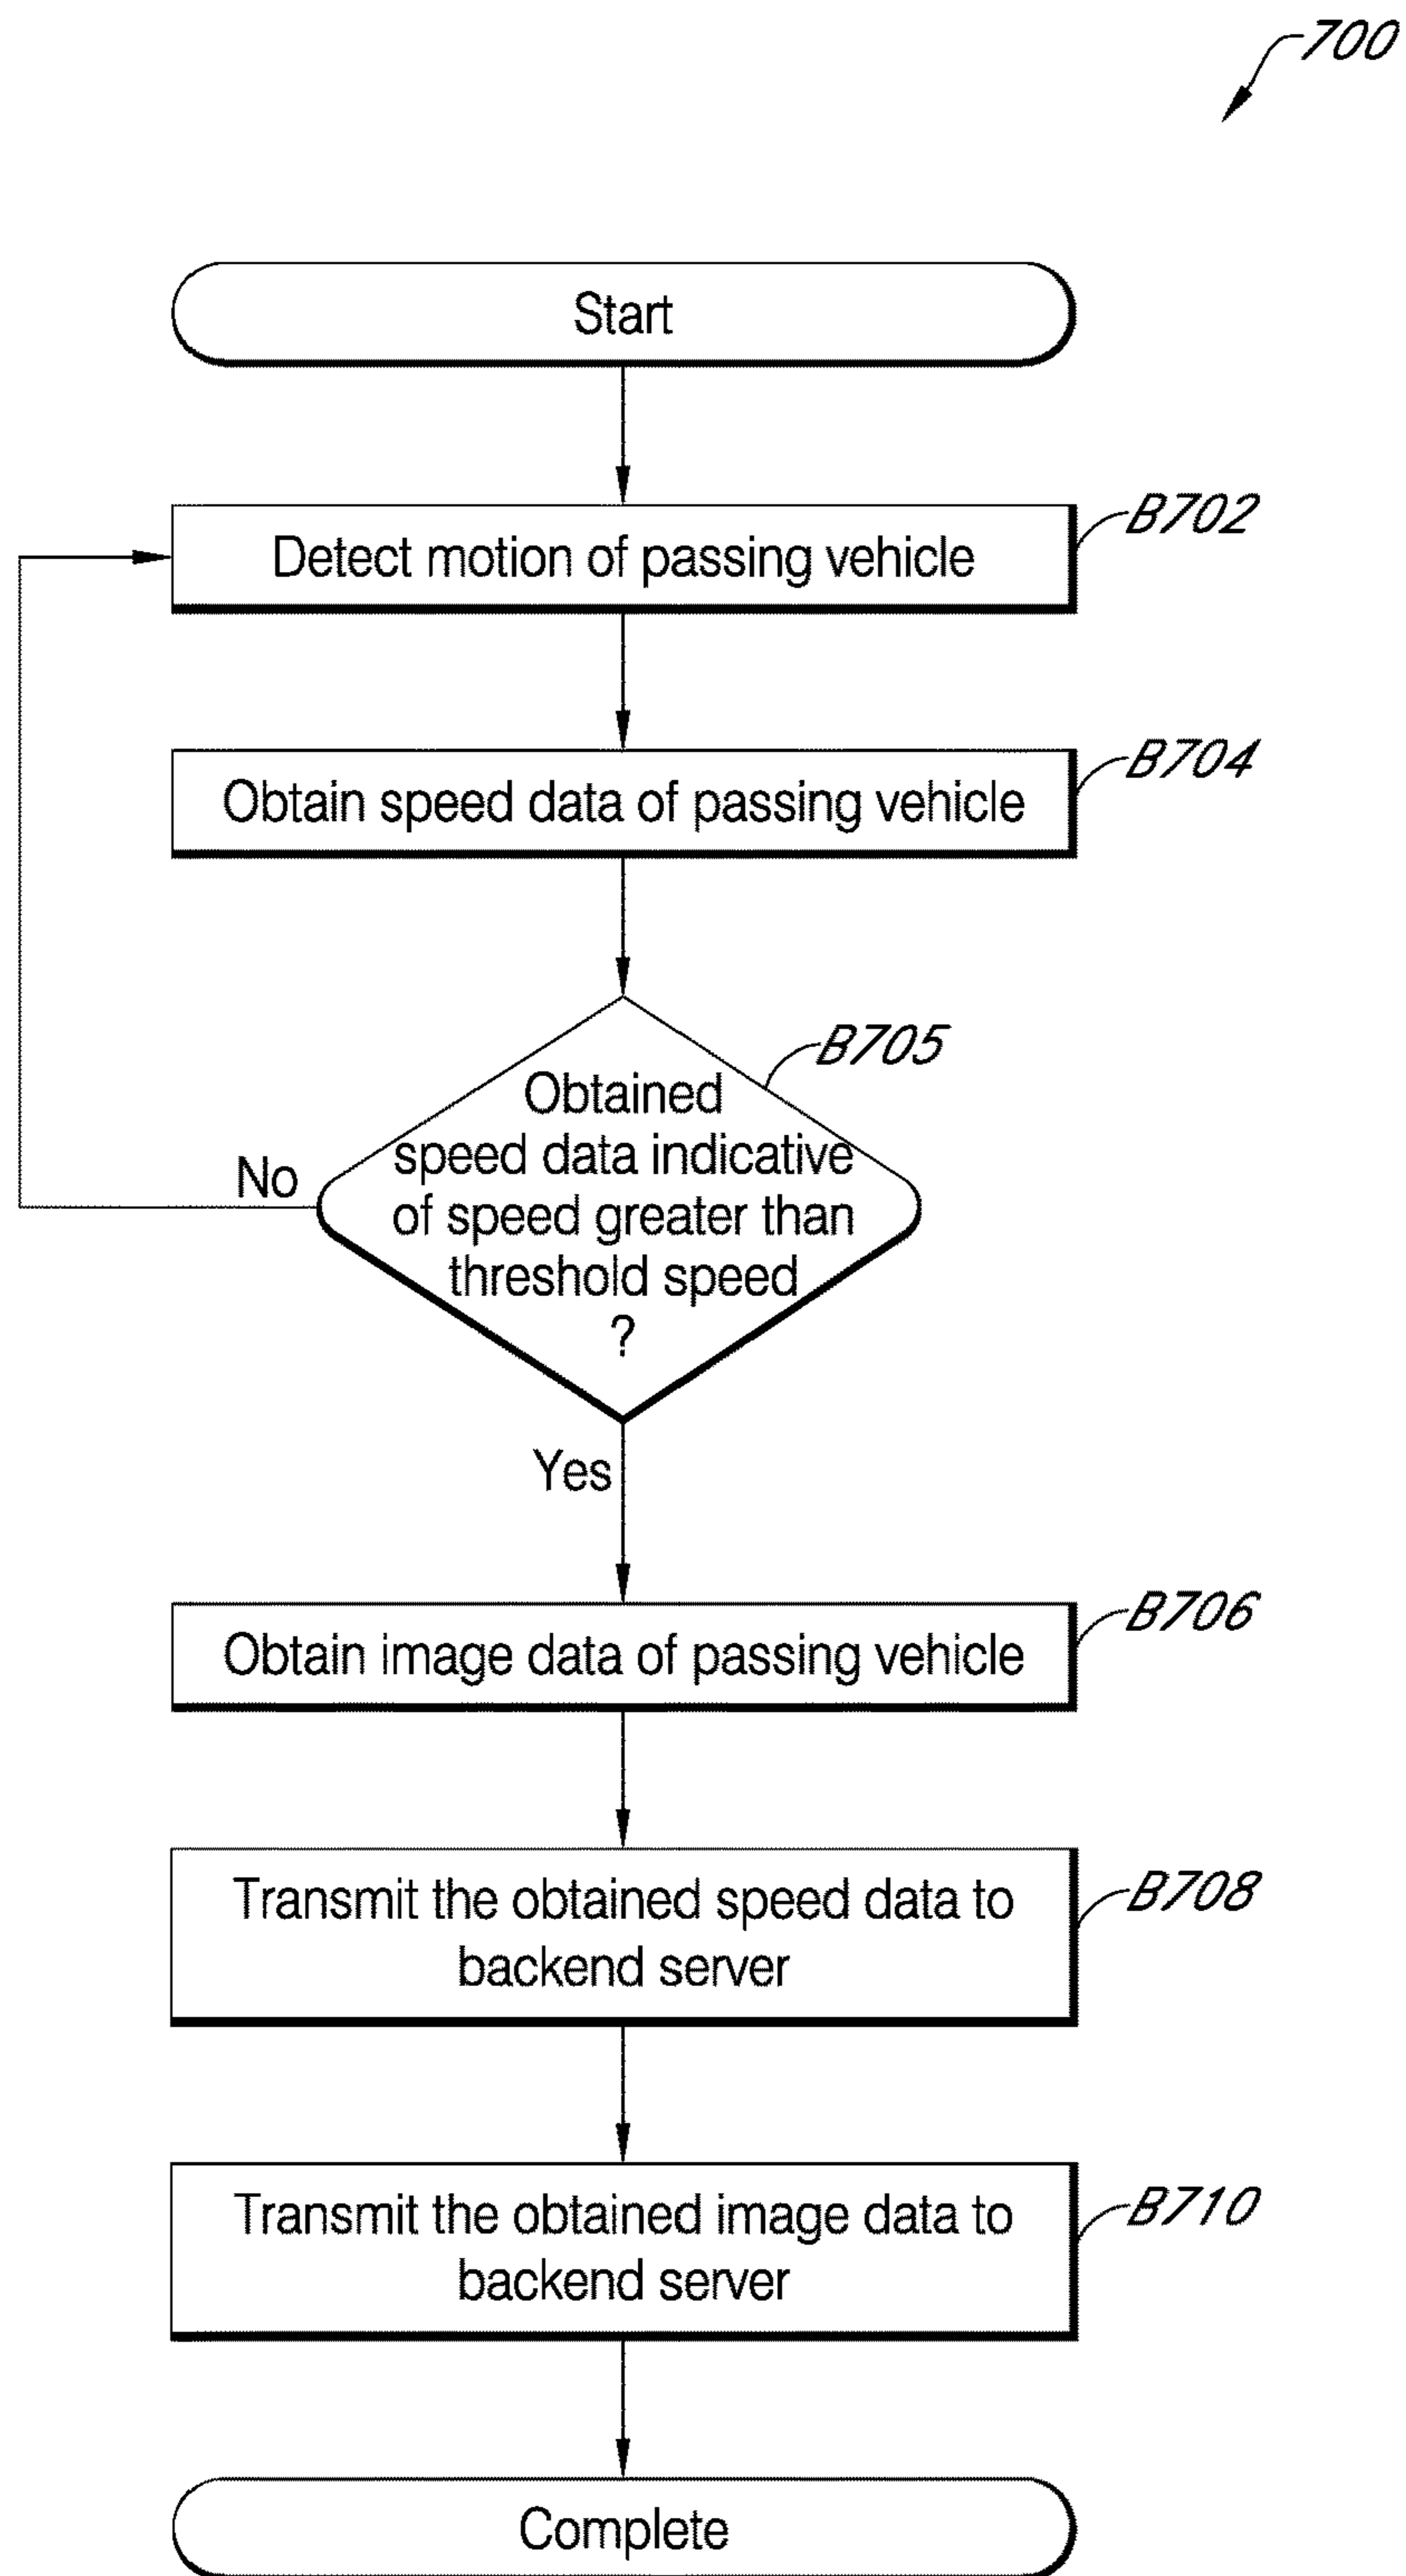 700
Start
Detect motion of passing vehicle
B702
Obtain speed data of passing vehicle
B704
B705
Obtained
speed data indicative
of speed greater than
threshold speed
?
No
Yes
Obtain image data of passing vehicle
B706
Transmit the obtained speed data to
backend server
B708
Transmit the obtained image data to
backend server
B710
Complete